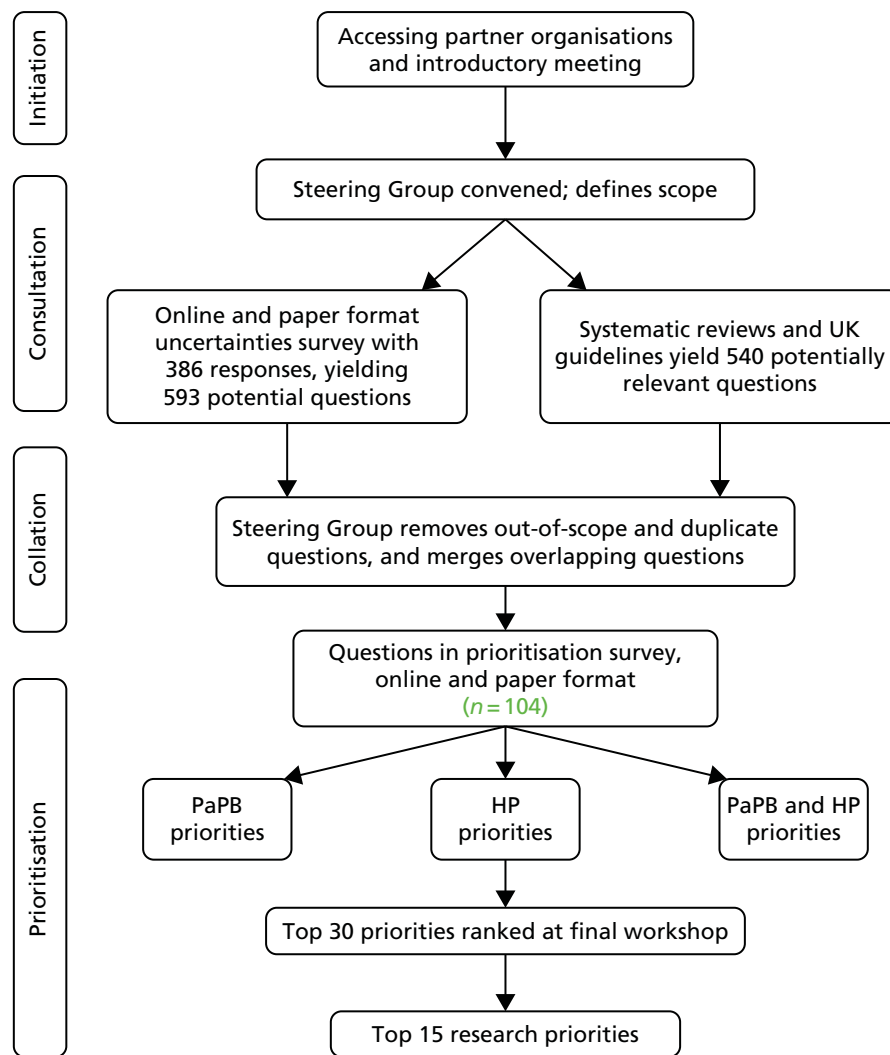 Initiation
Accessing partner organisations
and introductory meeting
Consultation
Steering Group convened; defines scope
Online and paper format
uncertainties survey with
386 responses, yielding
593 potential questions
Systematic reviews and UK
guidelines yield 540 potentially
relevant questions
Collation
Steering Group removes out-of-scope and duplicate
questions, and merges overlapping questions
Prioritisation
Questions in prioritisation survey,
online and paper format
(n = 104)
PaPB
priorities
HP
priorities
PaPB and HP
priorities
Top 30 priorities ranked at final workshop
Top 15 research priorities